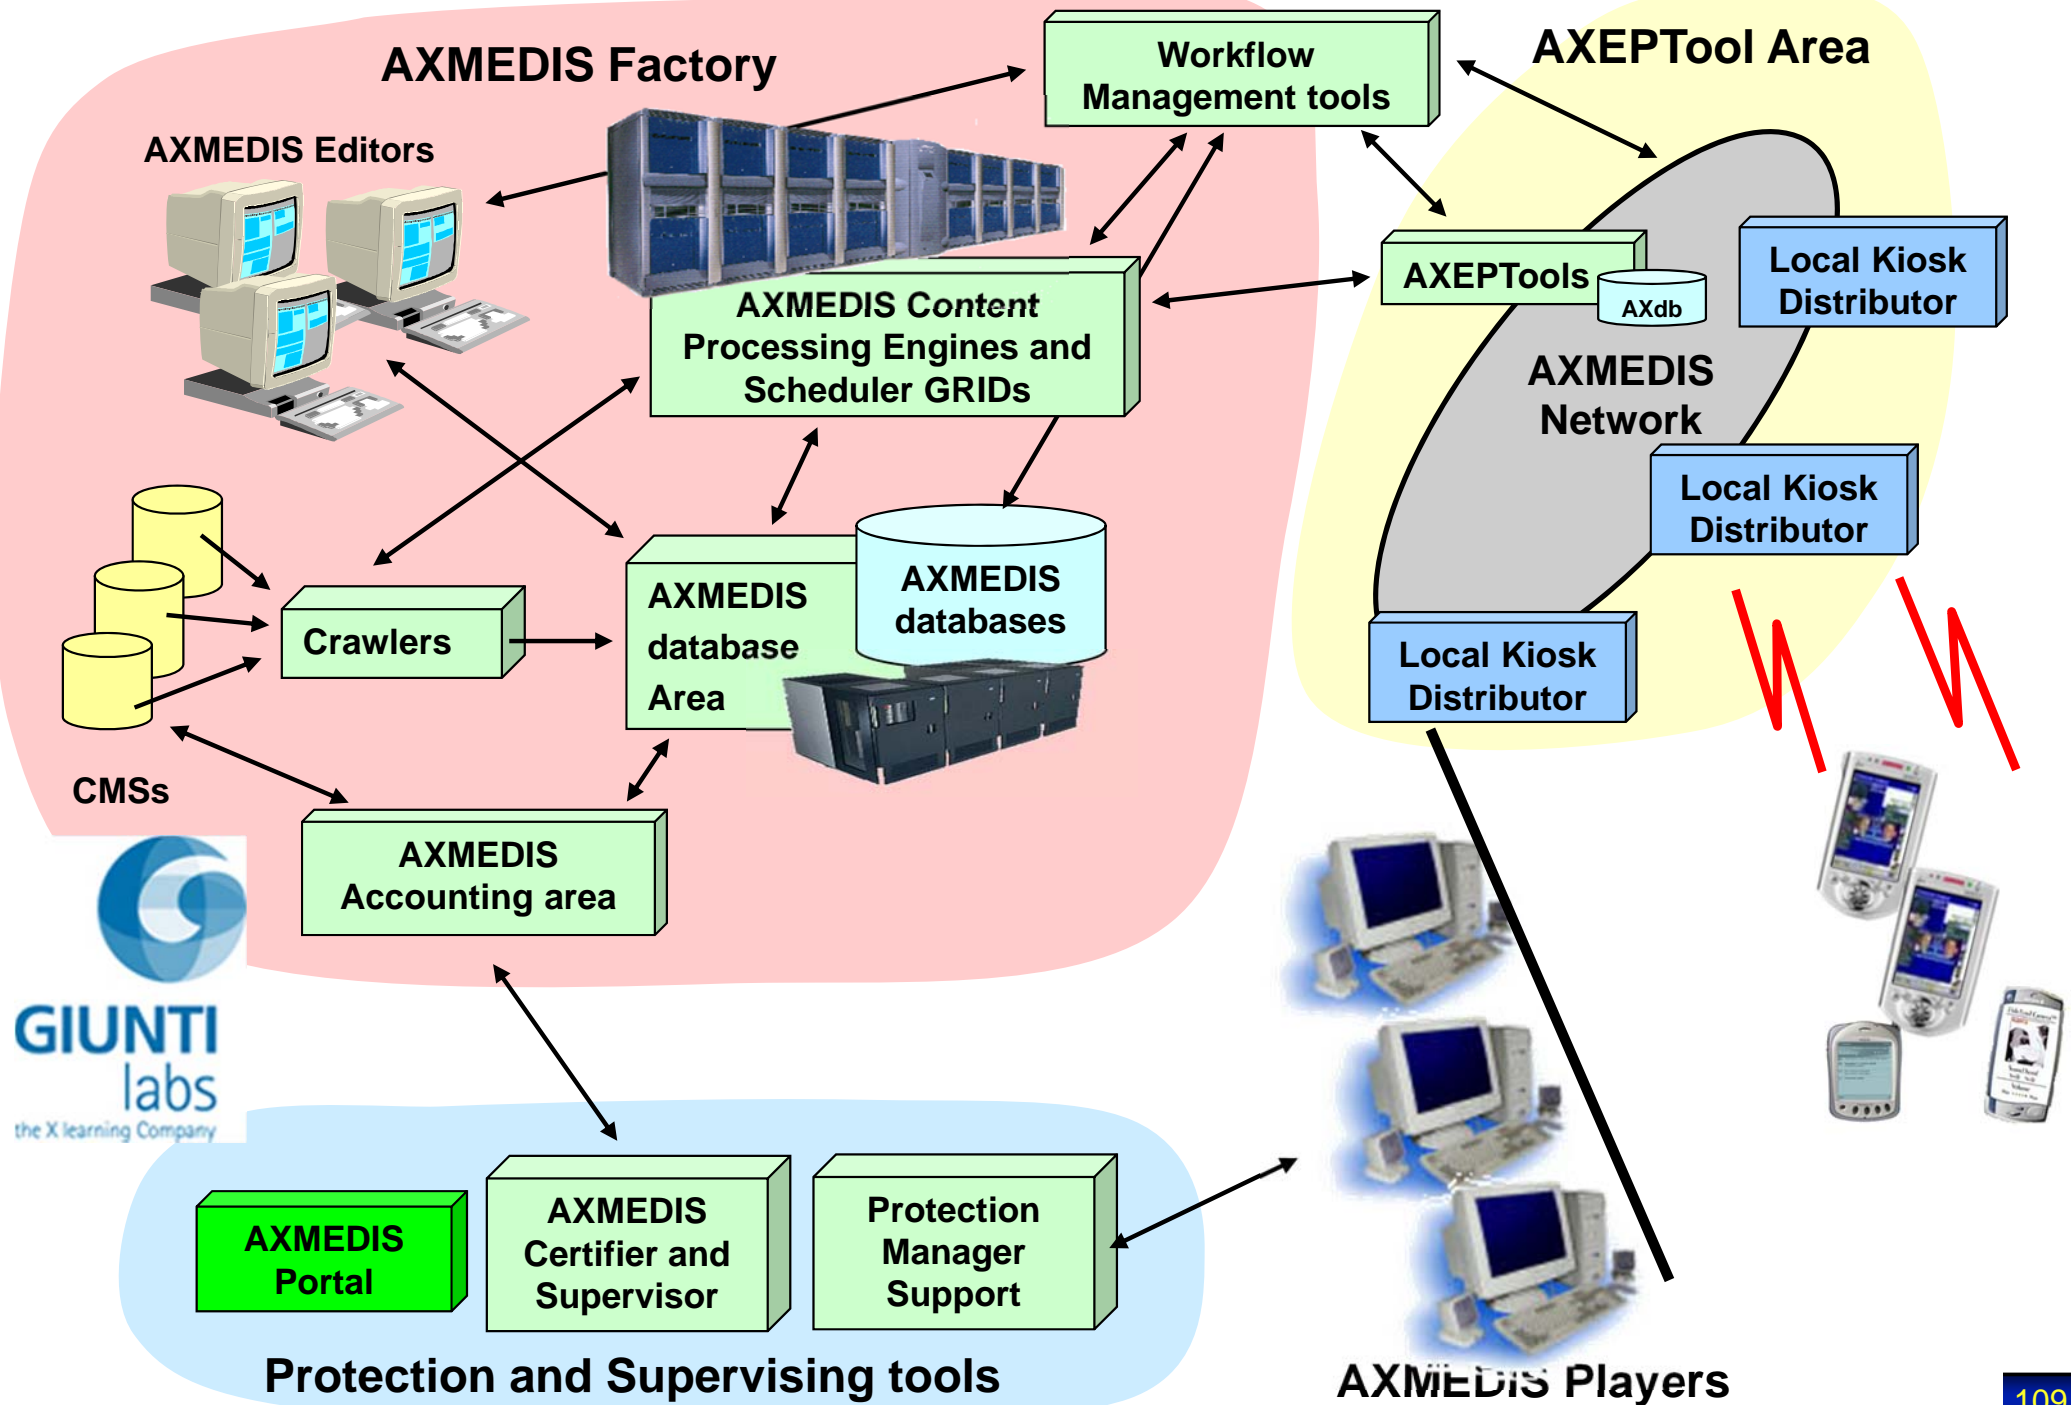 AXMEDIS Factory
Workflow
Management tools
AXEPTool Area
AXMEDIS Editors
AXEPTools
AXdb
Local Kiosk
Distributor
AXMEDIS Content
Processing Engines and
Scheduler GRIDs
AXMEDIS
Network
Local Kiosk
Distributor
AXMEDIS
databases
AXMEDIS
database
Area
Crawlers
Local Kiosk
Distributor
CMSs
AXMEDIS
Accounting area
GIUNTI
labs
the X learning Company
AXMEDIS
Portal
AXMEDIS
Certifier and
Supervisor
Protection
Manager
Support
Protection and Supervising tools
AXMEDIS Players
109